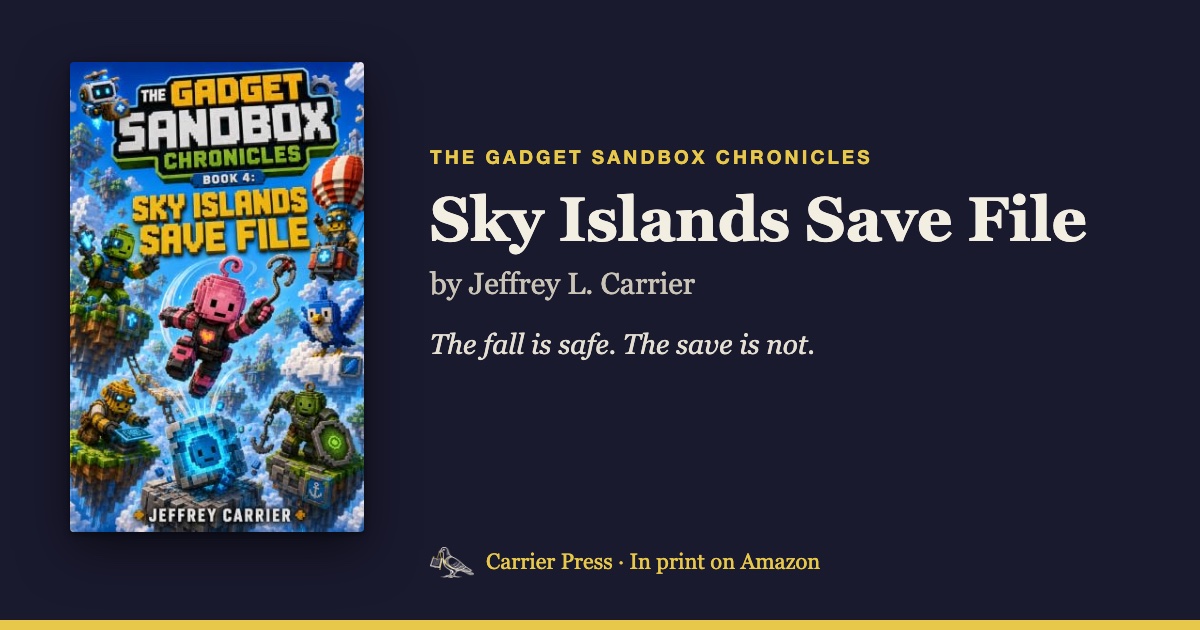 THE GADGET
SANDBOX
CHRONICLES
BOOK 4:
SKY ISLANDS
SAVE FILE
JEFFREY CARRIER
THE GADGET SANDBOX CHRONICLES
Sky Islands Save File
by Jeffrey L. Carrier
The fall is safe. The save is not.
Carrier Press · In print on Amazon